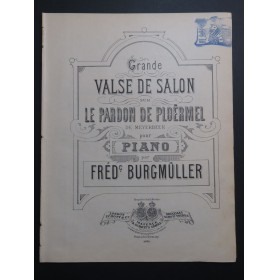 Grande
VALSE DE SALON
SUR
LE PARDON DE PLOËRMEL
DE MEYERBEER
pour
PIANO
par
FRÉDC. BURGMÜLLER